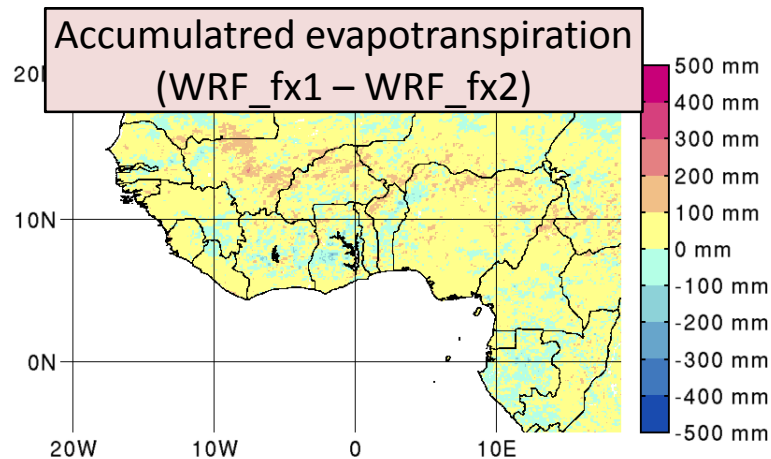 Accumulatred evapotranspiration
(WRF_fx1 – WRF_fx2)
500 mm
400 mm
300 mm
200 mm
100 mm
0 mm
-100 mm
-200 mm
-300 mm
-400 mm
-500 mm
20
10N
0N
20W
10W
0
10E